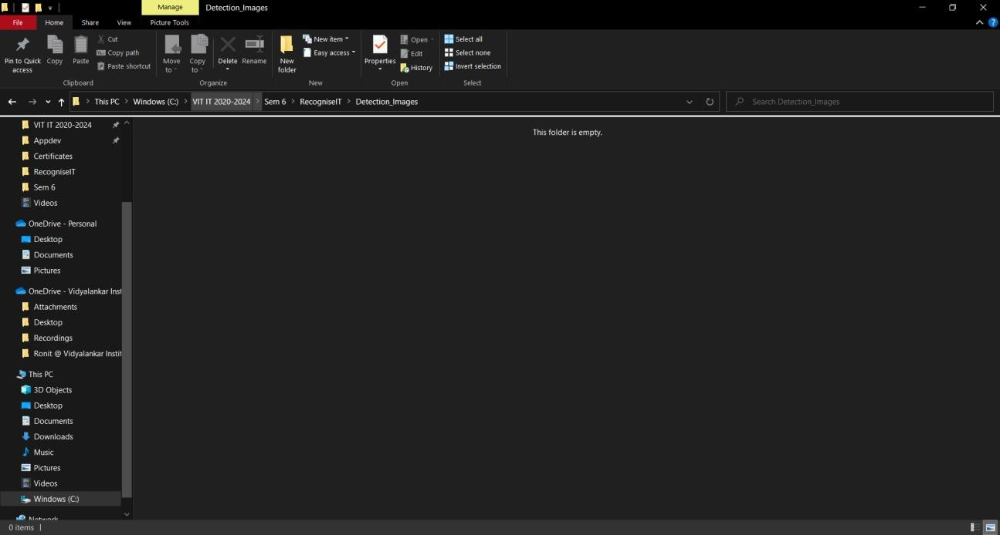 Manage
Detection_Images
File
Home
Share
View
Picture Tools
Pin to Quick access
Copy
Paste
Cut
Copy path
Paste shortcut
Clipboard
Move to
Copy to
Delete
Rename
Organize
New folder
New item
Easy access
New
Properties
Open
Edit
History
Open
Select all
Select none
Invert selection
Select
This PC
Windows (C:)
VIT IT 2020-2024
Sem 6
RecogniseIT
Detection_Images
Search Detection_Images
This folder is empty.
VIT IT 2020-2024
Appdev
Certificates
RecogniseIT
Sem 6
Videos
OneDrive - Personal
Desktop
Documents
Pictures
OneDrive - Vidyalankar Inst
Attachments
Desktop
Recordings
Ronit @ Vidyalankar Instit
This PC
3D Objects
Desktop
Documents
Downloads
Music
Pictures
Videos
Windows (C:)
Network
0 items